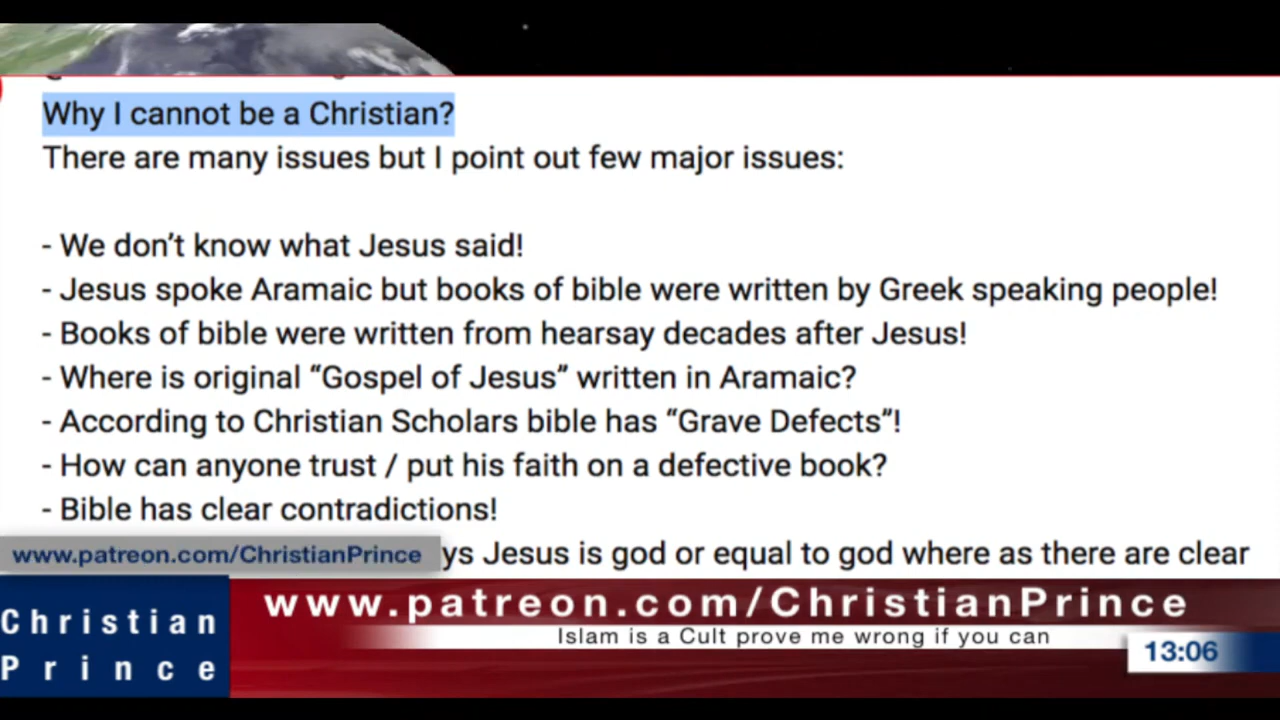 Why I cannot be a Christian?
There are many issues but I point out few major issues:
- We don't know what Jesus said!
- Jesus spoke Aramaic but books of bible were written by Greek speaking people!
- Books of bible were written from hearsay decades after Jesus!
- Where is original “Gospel of Jesus” written in Aramaic?
- According to Christian Scholars bible has “Grave Defects”!
- How can anyone trust / put his faith on a defective book?
- Bible has clear contradictions!
www.patreon.com/ChristianPrince
ys Jesus is god or equal to god where as there are clear
www.patreon.com/ChristianPrince
Islam is a Cult prove me wrong if you can
Christian
Prince
13:06